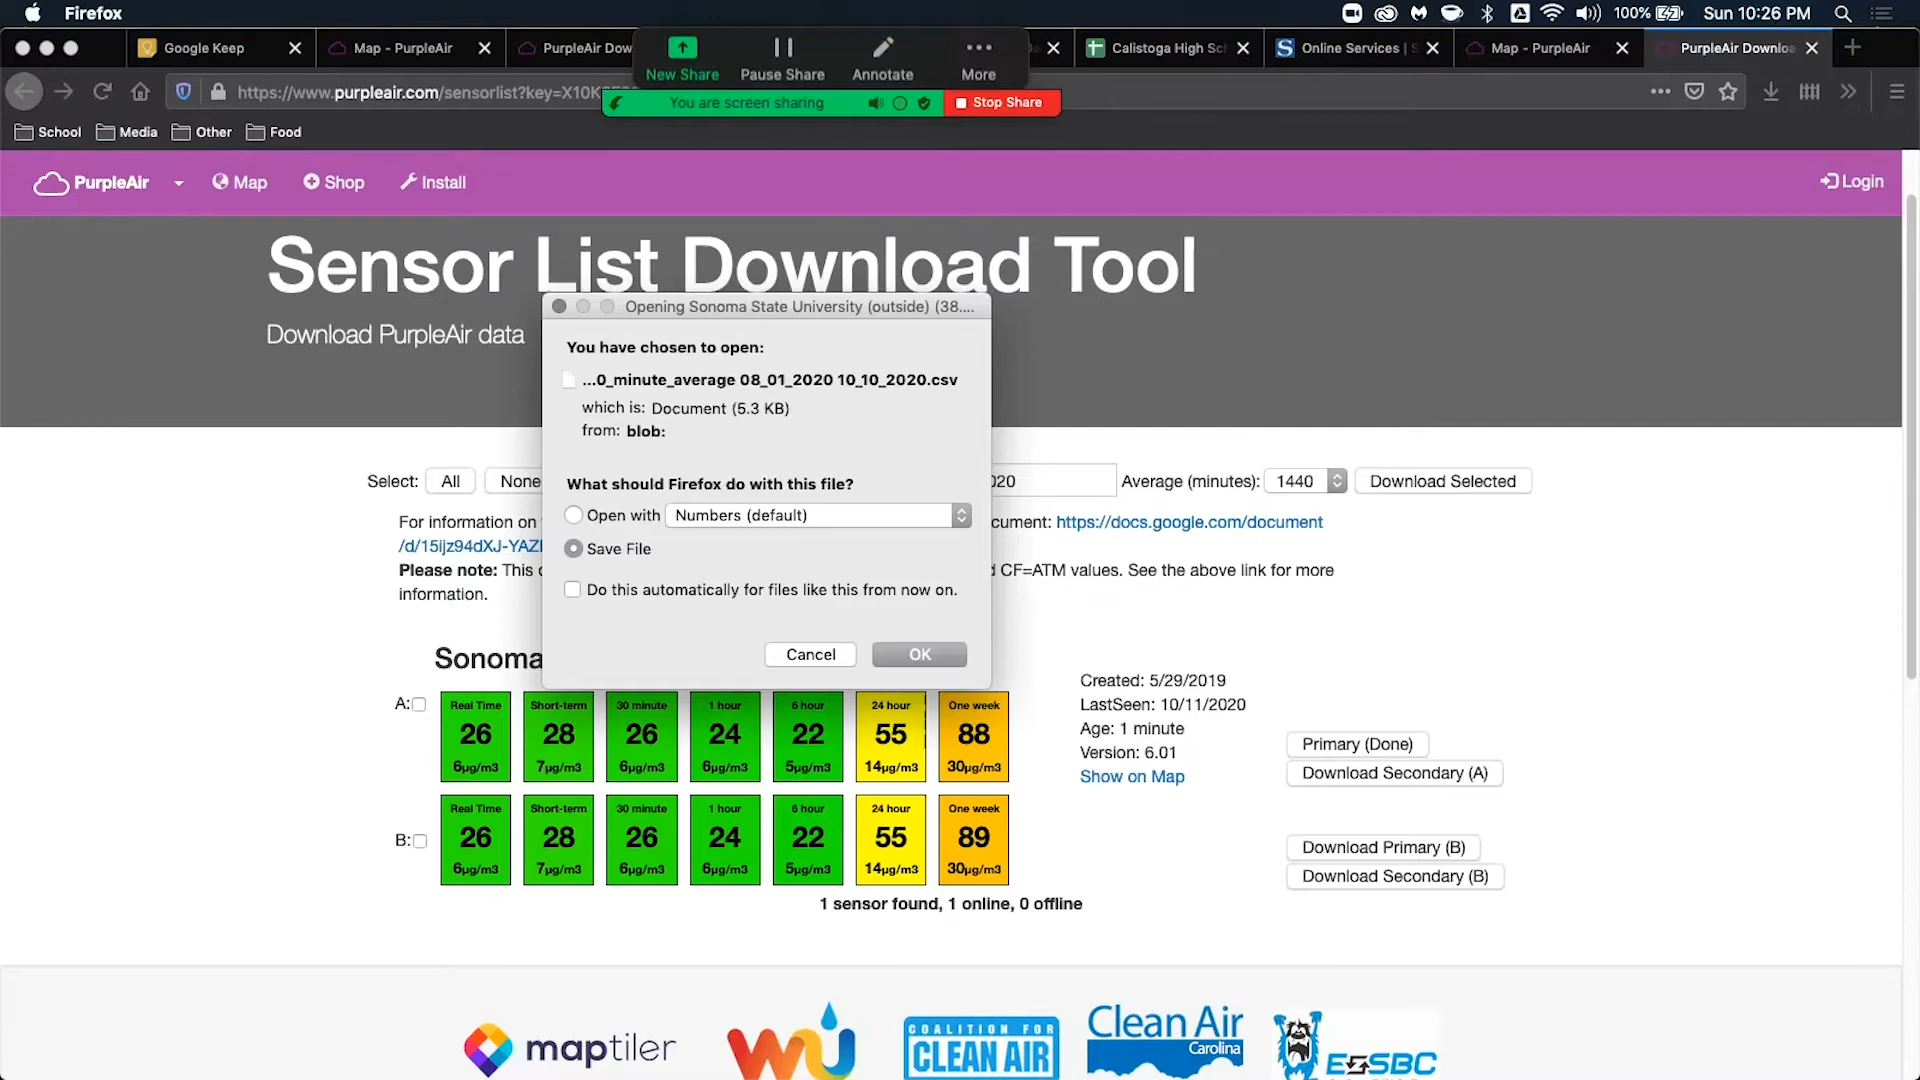 Firefox
100%
Sun 10:26 PM
Google Keep
Map - PurpleAir
PurpleAir Dow
Calistoga High Sc
Online Services |
Map - PurpleAir
PurpleAir Downloa
New Share
Pause Share
Annotate
More
https://www.purpleair.com/sensorlist?key=X10K
You are screen sharing
Stop Share
School
Media
Other
Food
PurpleAir
Map
Shop
Install
Login
Sensor List Download Tool
Download PurpleAir data
Opening Sonoma State University (outside) (38....
You have chosen to open:
...0_minute_average 08_01_2020 10_10_2020.csv
which is: Document (5.3 KB)
from: blob:
What should Firefox do with this file?
Open with Numbers (default)
Save File
Do this automatically for files like this from now on.
Cancel
OK
Select: All None
020
Average (minutes): 1440
Download Selected
For information on
cument: https://docs.google.com/document
/d/15ijz94dXJ-YAZ
Please note: This
d CF=ATM values. See the above link for more
information.
Sonoma
A:
Real Time Short-term 30 minute 1 hour 6 hour 24 hour One week
26 28 26 24 22 55 88
6µg/m3 7µg/m3 6µg/m3 6µg/m3 5µg/m3 14µg/m3 30µg/m3
B:
Real Time Short-term 30 minute 1 hour 6 hour 24 hour One week
26 28 26 24 22 55 89
6µg/m3 7µg/m3 6µg/m3 6µg/m3 5µg/m3 14µg/m3 30µg/m3
Created: 5/29/2019
LastSeen: 10/11/2020
Age: 1 minute
Version: 6.01
Show on Map
Primary (Done)
Download Secondary (A)
Download Primary (B)
Download Secondary (B)
1 sensor found, 1 online, 0 offline
maptiler
wu
COALITION FOR
CLEAN AIR
Clean Air
Carolina